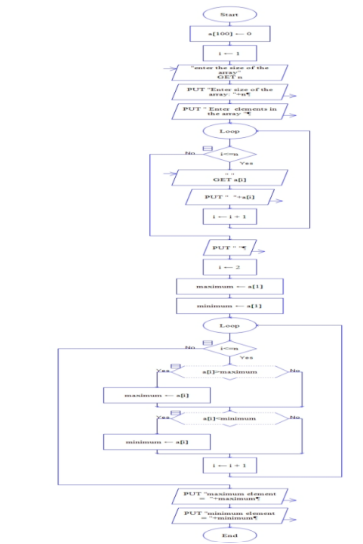 Start
a[100] ← 0
i ← 1
"enter the size of the
array"
GET n
PUT "Enter size of the
array. "+n¶
PUT " Enter elements in
the array "¶
Loop
i<=n
No
Yes
" "
GET a[i]
PUT " "+a[i]
i ← i + 1
PUT " "¶
i ← 2
maximum ← a[1]
minimum ← a[1]
Loop
i<=n
No
Yes
a[i]>maximum
Yes
No
maximum ← a[i]
a[i]<minimum
Yes
No
minimum ← a[i]
i ← i + 1
PUT "maximum element
= "+maximum¶
PUT "minimum element
= "+minimum¶
End